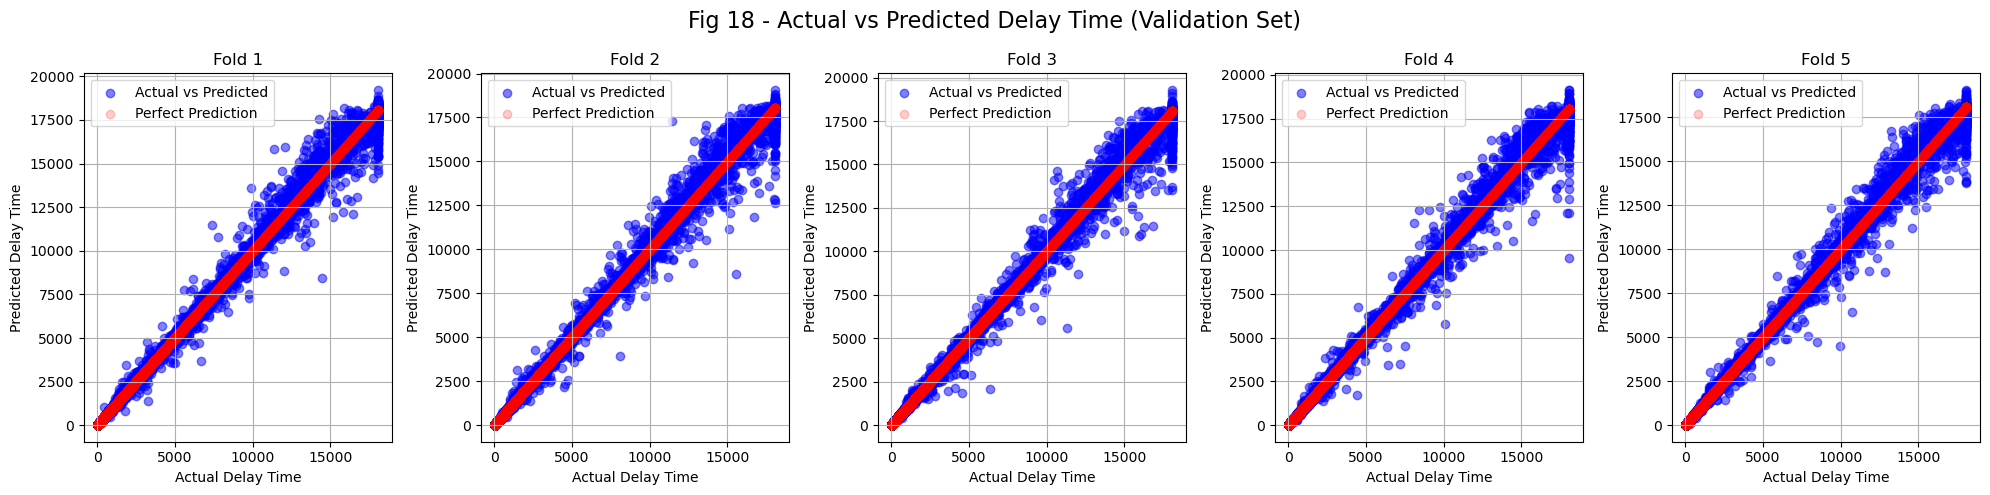 Fig 18 - Actual vs Predicted Delay Time (Validation Set)
Fold 1
Actual vs Predicted
Perfect Prediction
20000
17500
15000
12500
10000
7500
5000
2500
0
Predicted Delay Time
0 5000 10000 15000
Actual Delay Time
Fold 2
Actual vs Predicted
Perfect Prediction
20000
17500
15000
12500
10000
7500
5000
2500
0
Predicted Delay Time
0 5000 10000 15000
Actual Delay Time
Fold 3
Actual vs Predicted
Perfect Prediction
20000
17500
15000
12500
10000
7500
5000
2500
0
Predicted Delay Time
0 5000 10000 15000
Actual Delay Time
Fold 4
Actual vs Predicted
Perfect Prediction
20000
17500
15000
12500
10000
7500
5000
2500
0
Predicted Delay Time
0 5000 10000 15000
Actual Delay Time
Fold 5
Actual vs Predicted
Perfect Prediction
17500
15000
12500
10000
7500
5000
2500
0
Predicted Delay Time
0 5000 10000 15000
Actual Delay Time